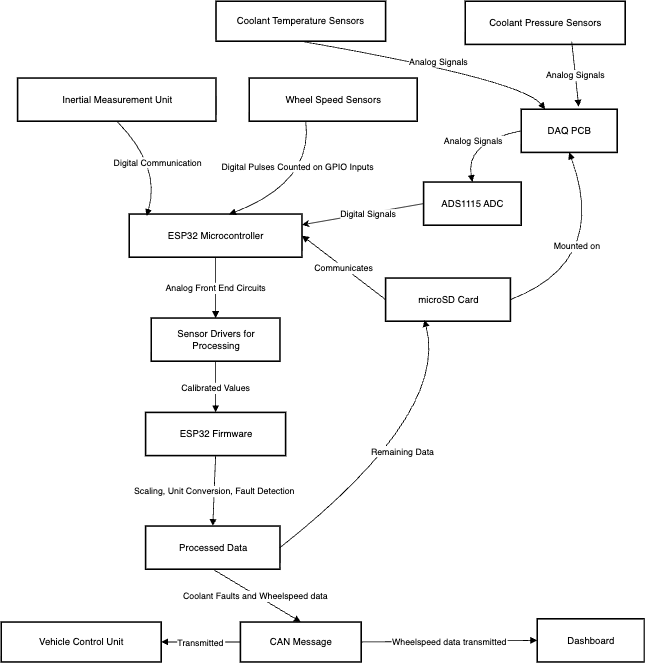 Coolant Temperature Sensors
Coolant Pressure Sensors
Analog Signals
Analog Signals
Inertial Measurement Unit
Wheel Speed Sensors
DAQ PCB
Analog Signals
Digital Communication
Digital Pulses Counted on GPIO Inputs
ADS1115 ADC
Digital Signals
ESP32 Microcontroller
Mounted on
Communicates
Analog Front End Circuits
microSD Card
Sensor Drivers for
Processing
Calibrated Values
ESP32 Firmware
Remaining Data
Scaling, Unit Conversion, Fault Detection
Processed Data
Coolant Faults and Wheelspeed data
Vehicle Control Unit
Transmitted
CAN Message
Wheelspeed data transmitted
Dashboard